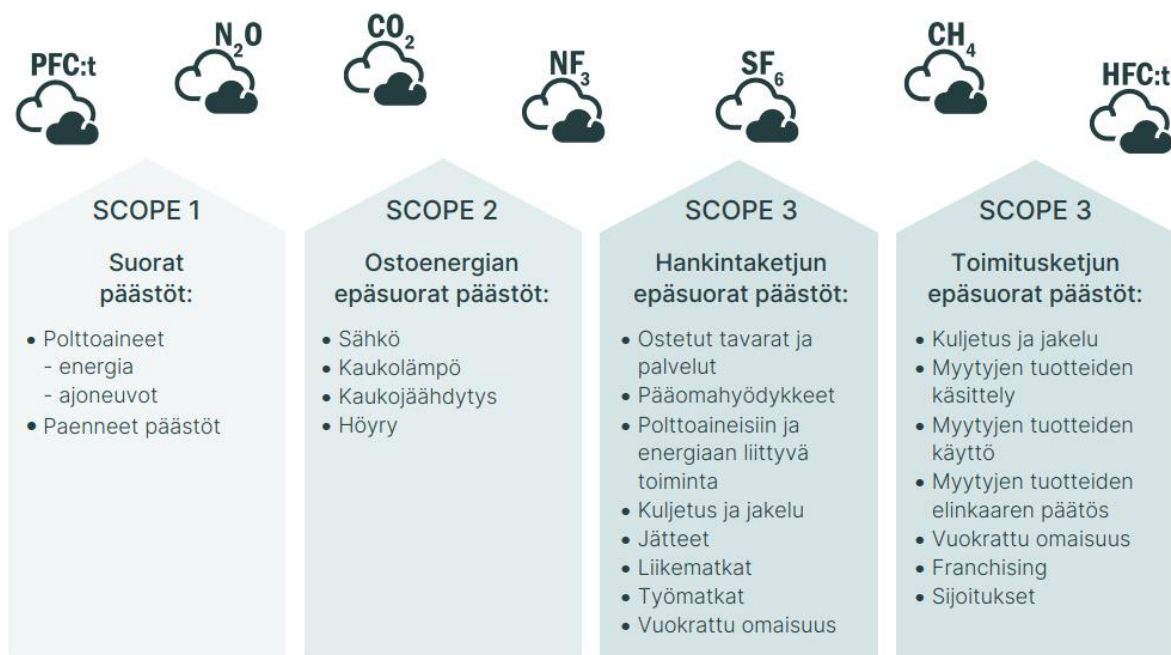 PFC:t
N₂O
CO₂
NF₃
SF₆
CH₄
HFC:t
SCOPE 1
Suorat
päästöt:
• Polttoaineet
- energia
- ajoneuvot
• Paenneet päästöt
SCOPE 2
Ostoenergian
epäsuorat päästöt:
• Sähkö
• Kaukolämpö
• Kaukojäähdytys
• Höyry
SCOPE 3
Hankintaketjun
epäsuorat päästöt:
• Ostetut tavarat ja
palvelut
• Pääomahyödykkeet
• Polttoaineisiin ja
energiaan liittyvä
toiminta
• Kuljetus ja jakelu
• Jätteet
• Liikematkat
• Työmatkat
• Vuokrattu omaisuus
SCOPE 3
Toimitusketjun
epäsuorat päästöt:
• Kuljetus ja jakelu
• Myytyjen tuotteiden
käsittely
• Myytyjen tuotteiden
käyttö
• Myytyjen tuotteiden
elinkaaren päätös
• Vuokrattu omaisuus
• Franchising
• Sijoitukset